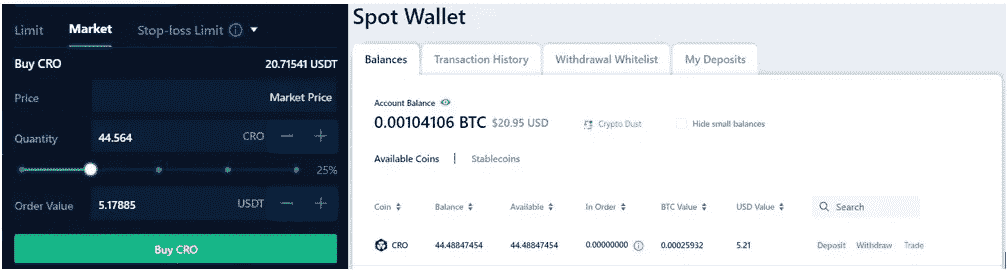 Limit Market Stop-loss Limit
Buy CRO 20.71541 USDT
Price Market Price
Quantity 44.564 CRO
25%
Order Value 5.17885 USDT
Buy CRO
Spot Wallet
Balances Transaction History Withdrawal Whitelist My Deposits
Account Balance
0.00104106 BTC $20.95 USD Crypto Dust Hide small balances
Available Coins | Stablecoins
Coin Balance Available In Order BTC Value USD Value Search
CRO 44.48847454 44.48847454 0.00000000 0.00025932 5.21 Deposit Withdraw Trade